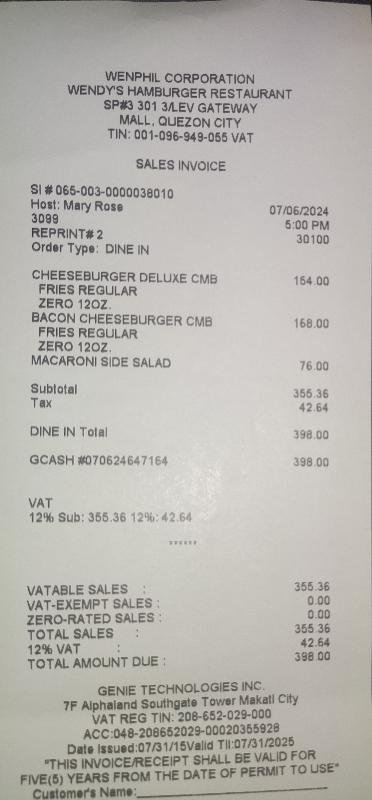 WENPHIL CORPORATION
WENDY'S HAMBURGER RESTAURANT
SP#3 301 3/LEV GATEWAY
MALL, QUEZON CITY
TIN: 001-096-949-055 VAT
SALES INVOICE
SI # 065-003-0000038010
Host: Mary Rose 07/06/2024
3099 5:00 PM
REPRINT# 2 30100
Order Type: DINE IN
CHEESEBURGER DELUXE CMB 154.00
FRIES REGULAR
ZERO 12OZ.
BACON CHEESEBURGER CMB 168.00
FRIES REGULAR
ZERO 12OZ.
MACARONI SIDE SALAD 76.00
Subtotal 355.36
Tax 42.64
DINE IN Total 398.00
GCASH #070624647164 398.00
VAT
12% Sub: 355.36 12%: 42.64
******
VATABLE SALES : 355.36
VAT-EXEMPT SALES : 0.00
ZERO-RATED SALES : 0.00
TOTAL SALES : 355.36
12% VAT : 42.64
TOTAL AMOUNT DUE : 398.00
GENIE TECHNOLOGIES INC.
7F Alphaland Southgate Tower Makati City
VAT REG TIN: 208-652-029-000
ACC:048-208652029-00020355928
Date Issued:07/31/15Valid Til:07/31/2025
"THIS INVOICE/RECEIPT SHALL BE VALID FOR
FIVE(5) YEARS FROM THE DATE OF PERMIT TO USE"
Customer's Name: